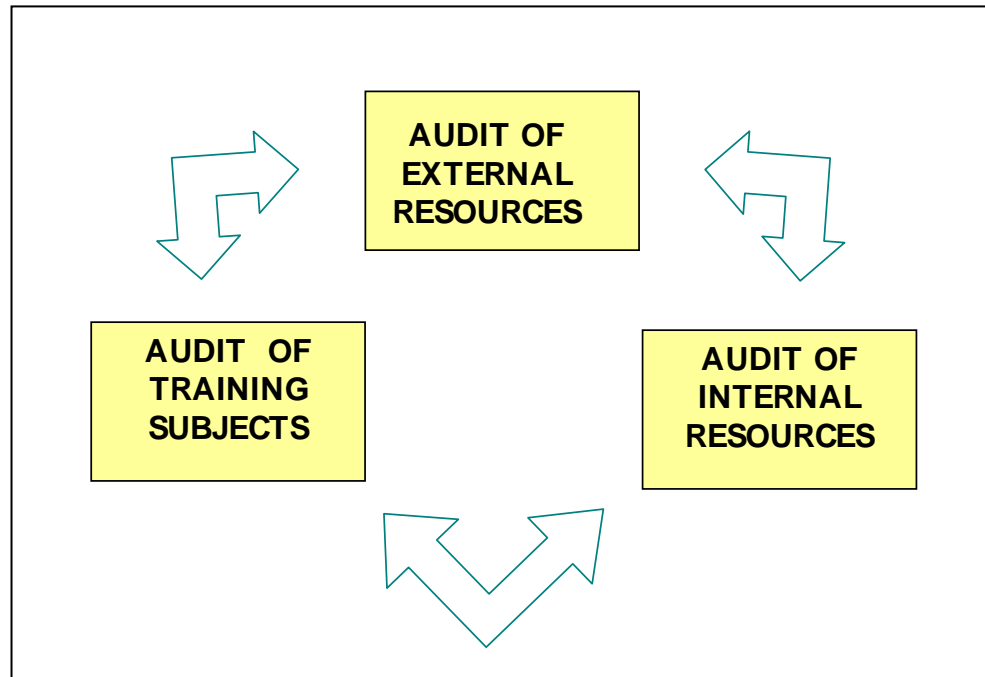 AUDIT OF
EXTERNAL
RESOURCES
AUDIT OF
TRAINING
SUBJECTS
AUDIT OF
INTERNAL
RESOURCES